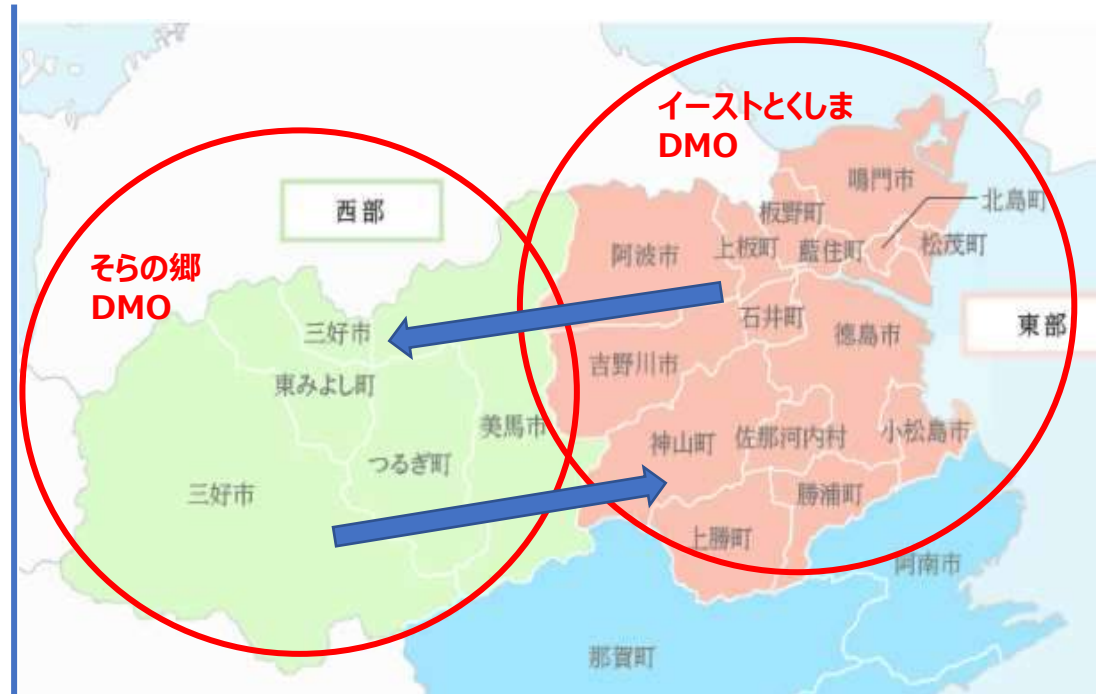 イーストとくしま
DMO
鳴門市
西部
板野町
北島町
阿波市
上板町
藍住町
松茂町
そらの郷
DMO
三好市
石井町
徳島市
東部
吉野川市
東みよし町
美馬市
神山町
佐那河内村
小松島市
つるぎ町
三好市
勝浦町
上勝町
阿南市
那賀町